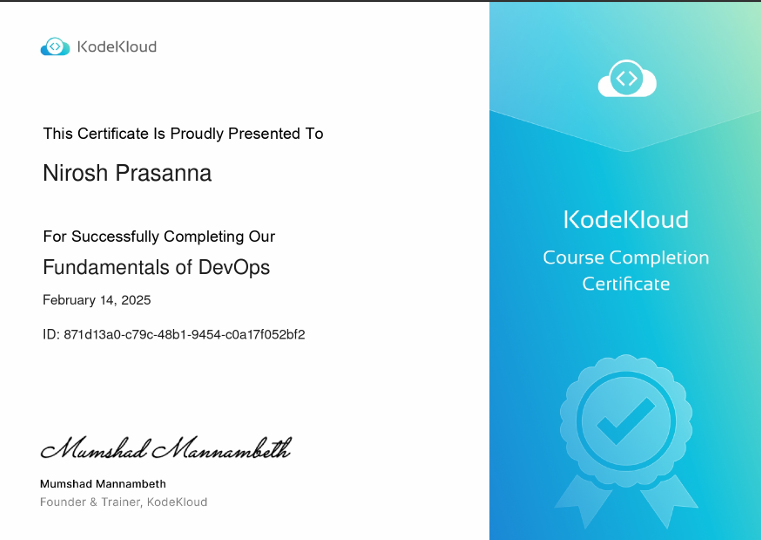 KodeKloud
This Certificate Is Proudly Presented To
Nirosh Prasanna
For Successfully Completing Our
Fundamentals of DevOps
February 14, 2025
ID: 871d13a0-c79c-48b1-9454-c0a17f052bf2
Mumshad Mannambeth
Mumshad Mannambeth
Founder & Trainer, KodeKloud
KodeKloud
Course Completion
Certificate